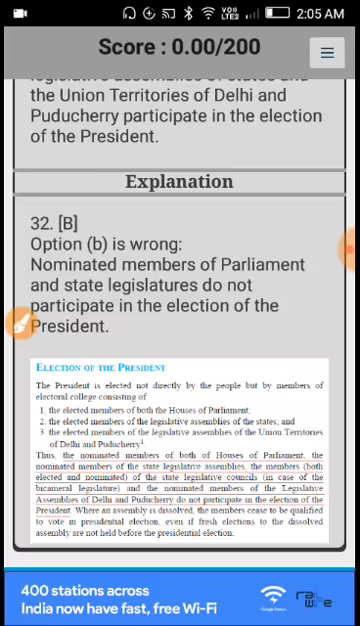 VoII
LTE2
2:05 AM
Score : 0.00/200
legislative assemblies of states and
the Union Territories of Delhi and
Puducherry participate in the election
of the President.
Explanation
32. [B]
Option (b) is wrong:
Nominated members of Parliament
and state legislatures do not
participate in the election of the
President.
ELECTION OF THE PRESIDENT
The President is elected not directly by the people but by members of
electoral college consisting of
1. the elected members of both the Houses of Parliament;
2. the elected members of the legislative assemblies of the states; and
3. the elected members of the legislative assemblies of the Union Territories
of Delhi and Puducherry1
Thus, the nominated members of both of Houses of Parliament, the
nominated members of the state legislative assemblies, the members (both
elected and nominated) of the state legislative councils (in case of the
bicameral legislature) and the nominated members of the Legislative
Assemblies of Delhi and Puducherry do not participate in the election of the
President. Where an assembly is dissolved, the members cease to be qualified
to vote in presidential election, even if fresh elections to the dissolved
assembly are not held before the presidential election.
400 stations across
India now have fast, free Wi-Fi
Google Station